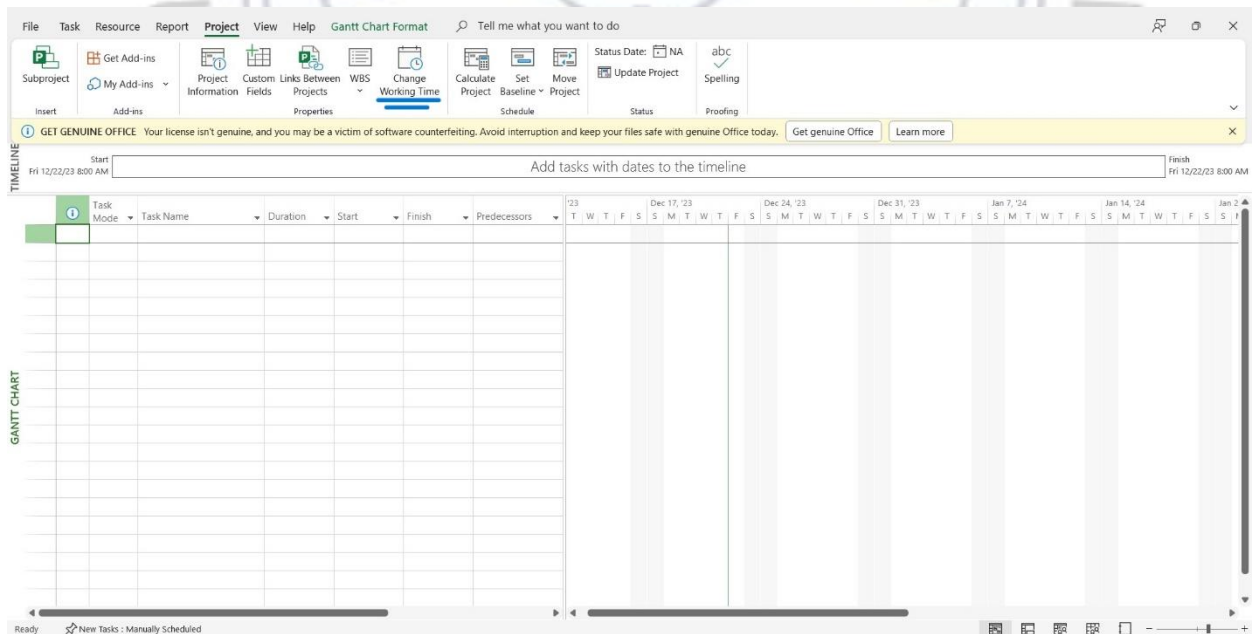 File Task Resource Report Project View Help Gantt Chart Format Tell me what you want to do
Subproject
Insert
Get Add-ins
My Add-ins
Add-ins
Project Information
Custom Fields
Links Between Projects
WBS
Change Working Time
Properties
Calculate Project
Set Baseline
Move Project
Schedule
Status Date: NA
Update Project
Status
abc
Spelling
Proofing
GET GENUINE OFFICE Your license isn't genuine, and you may be a victim of software counterfeiting. Avoid interruption and keep your files safe with genuine Office today. Get genuine Office Learn more
TIMELINE
Start
Fri 12/22/23 8:00 AM
Add tasks with dates to the timeline
Finish
Fri 12/22/23 8:00 AM
Task Mode Task Name Duration Start Finish Predecessors
'23 Dec 17, '23 Dec 24, '23 Dec 31, '23 Jan 7, '24 Jan 14, '24 Jan 2
T W T F S S M T W T F S S M T W T F S S M T W T F S S M T W T F S S M T W T F S S M
GANTT CHART
Ready New Tasks : Manually Scheduled